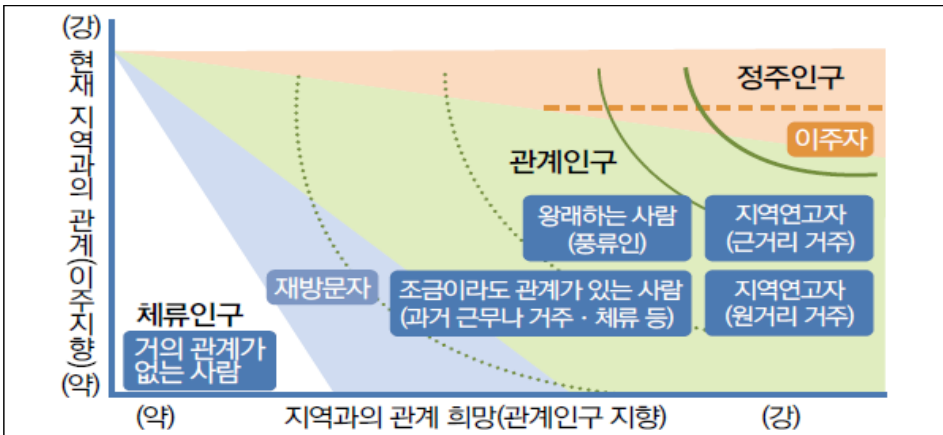 (강)
현재 지역과의 관계(이주지향)
(약)
정주인구
이주자
관계인구
왕래하는 사람
(풍류인)
지역연고자
(근거리 거주)
재방문자
조금이라도 관계가 있는 사람
(과거 근무나 거주·체류 등)
지역연고자
(원거리 거주)
체류인구
거의 관계가
없는 사람
(약)
지역과의 관계 희망(관계인구 지향)
(강)